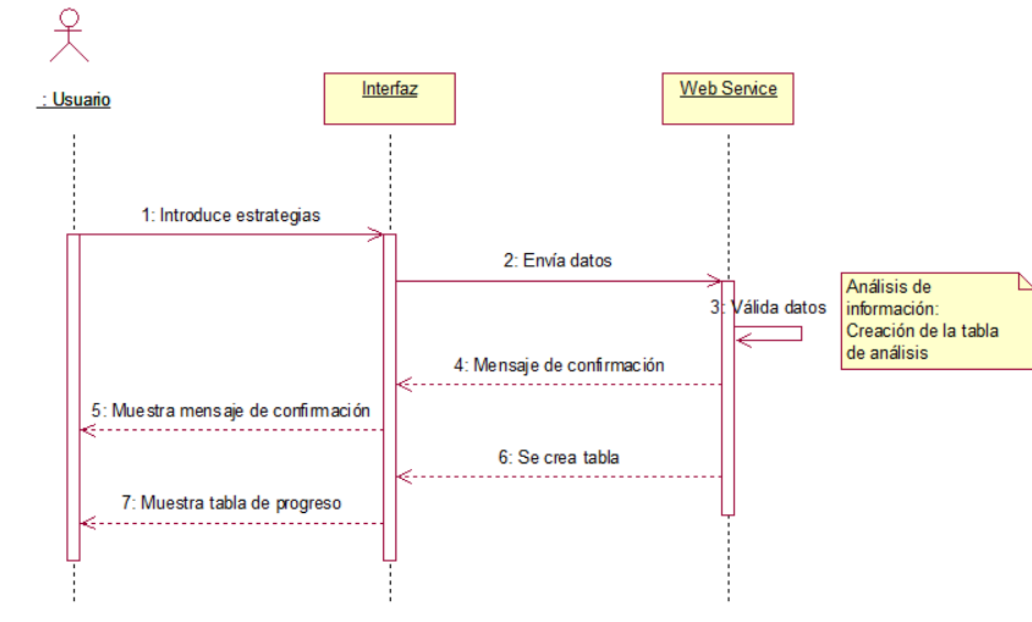 : Usuario
Interfaz
Web Service
1: Introduce estrategias
2: Envía datos
3: Válida datos
Análisis de
información:
Creación de la tabla
de análisis
4: Mensaje de confirmación
5: Muestra mensaje de confirmación
6: Se crea tabla
7: Muestra tabla de progreso